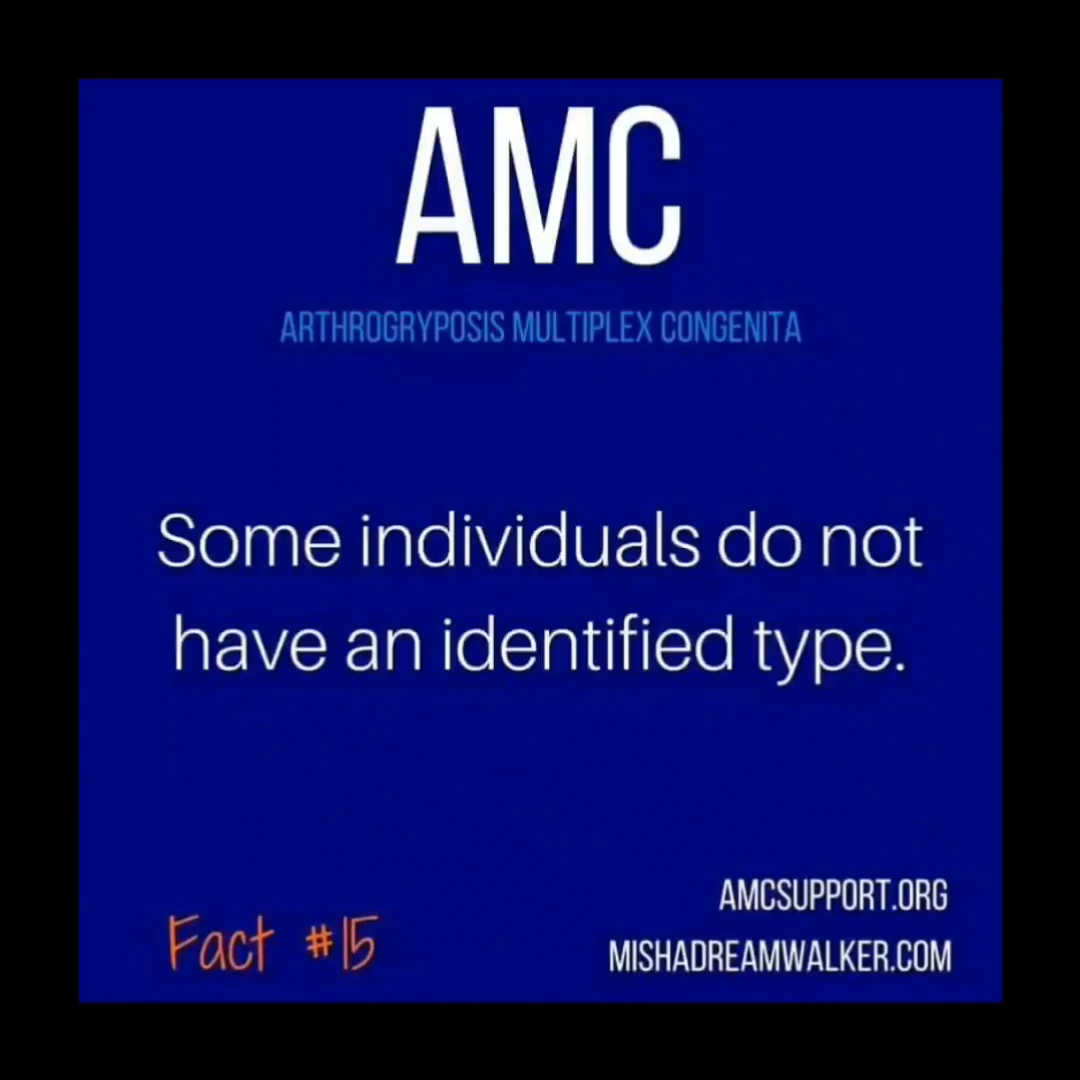 AMC
ARTHROGRYPOSIS MULTIPLEX CONGENITA
Some individuals do not
have an identified type.
AMCSUPPORT.ORG
Fact #15
MISHADREAMWALKER.COM